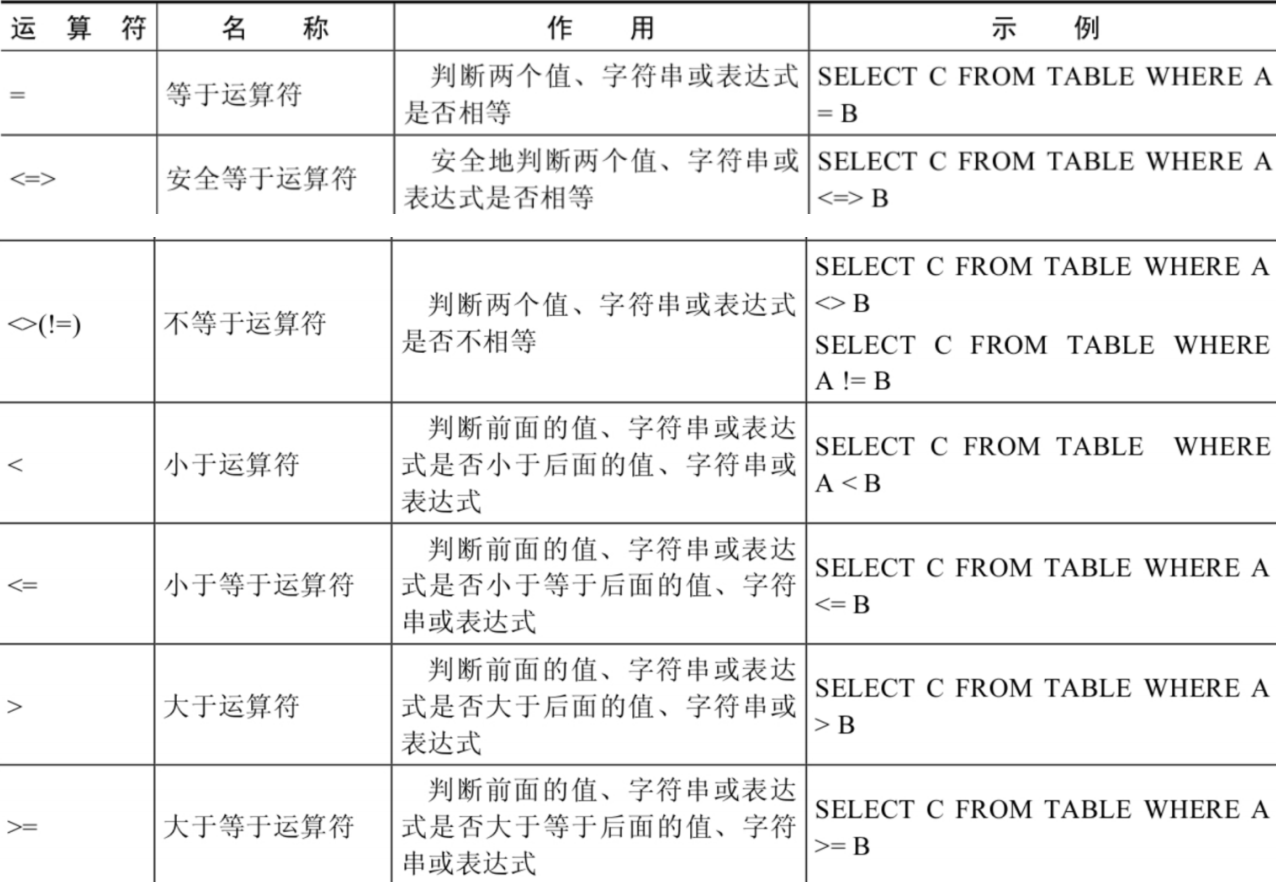 运 算 符 名 称 作 用 示 例
= 等于运算符 判断两个值、字符串或表达式 SELECT C FROM TABLE WHERE A
是否相等 = B
<=> 安全等于运算符 安全地判断两个值、字符串或 SELECT C FROM TABLE WHERE A
表达式是否相等 <=> B
<>(!=) 不等于运算符 判断两个值、字符串或表达式
是否不相等
SELECT C FROM TABLE WHERE A
<> B
SELECT C FROM TABLE WHERE
A != B
< 小于运算符 判断前面的值、字符串或表达
式是否小于后面的值、字符串或
表达式
SELECT C FROM TABLE WHERE
A < B
<= 小于等于运算符 判断前面的值、字符串或表达
式是否小于等于后面的值、字符
串或表达式
SELECT C FROM TABLE WHERE A
<= B
> 大于运算符 判断前面的值、字符串或表达
式是否大于后面的值、字符串或
表达式
SELECT C FROM TABLE WHERE A
> B
>= 大于等于运算符 判断前面的值、字符串或表达
式是否大于等于后面的值、字符
串或表达式
SELECT C FROM TABLE WHERE A
>= B